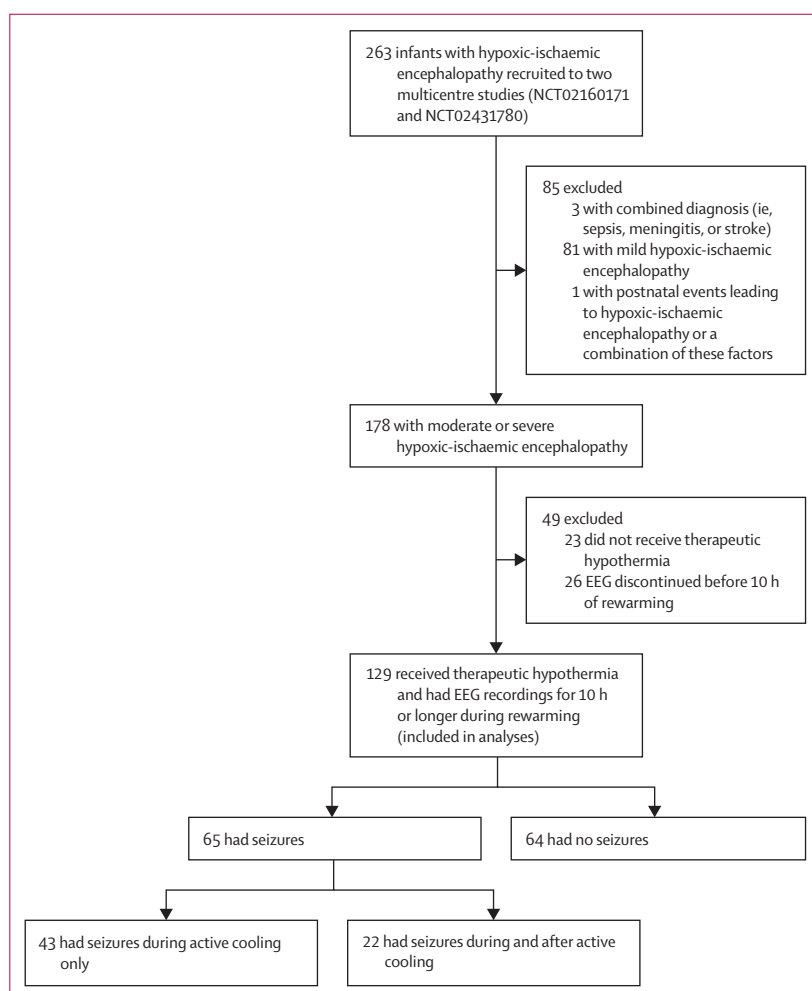 263 infants with hypoxic-ischaemic
encephalopathy recruited to two
multicentre studies (NCT02160171
and NCT02431780)
85 excluded
3 with combined diagnosis (ie,
sepsis, meningitis, or stroke)
81 with mild hypoxic-ischaemic
encephalopathy
1 with postnatal events leading
to hypoxic-ischaemic
encephalopathy or a
combination of these factors
178 with moderate or severe
hypoxic-ischaemic encephalopathy
49 excluded
23 did not receive therapeutic
hypothermia
26 EEG discontinued before 10 h
of rewarming
129 received therapeutic hypothermia
and had EEG recordings for 10 h
or longer during rewarming
(included in analyses)
65 had seizures
64 had no seizures
43 had seizures during active cooling
only
22 had seizures during and after active
cooling